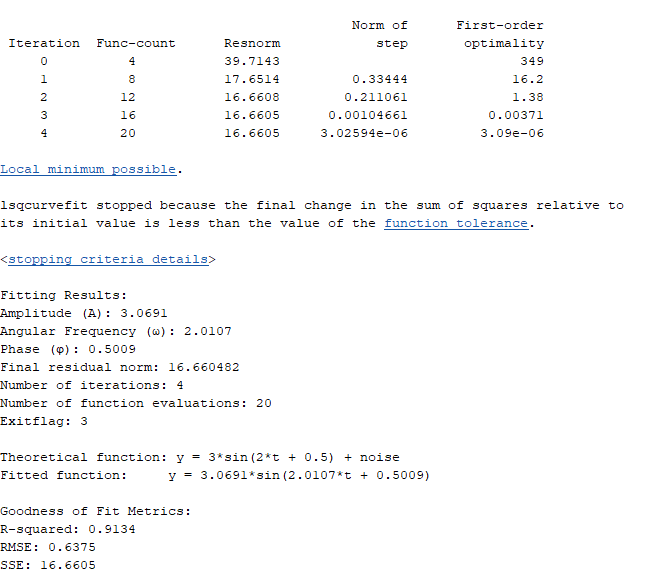 Norm of      First-order
Iteration  Func-count      Resnorm            step       optimality
    0          4           39.7143                              349
    1          8           17.6514         0.33444             16.2
    2         12           16.6608        0.211061             1.38
    3         16           16.6605      0.00104661          0.00371
    4         20           16.6605     3.02594e-06         3.09e-06
Local minimum possible.
lsqcurvefit stopped because the final change in the sum of squares relative to
its initial value is less than the value of the function tolerance.
<stopping criteria details>
Fitting Results:
Amplitude (A): 3.0691
Angular Frequency (ω): 2.0107
Phase (φ): 0.5009
Final residual norm: 16.660482
Number of iterations: 4
Number of function evaluations: 20
Exitflag: 3
Theoretical function: y = 3*sin(2*t + 0.5) + noise
Fitted function:     y = 3.0691*sin(2.0107*t + 0.5009)
Goodness of Fit Metrics:
R-squared: 0.9134
RMSE: 0.6375
SSE: 16.6605